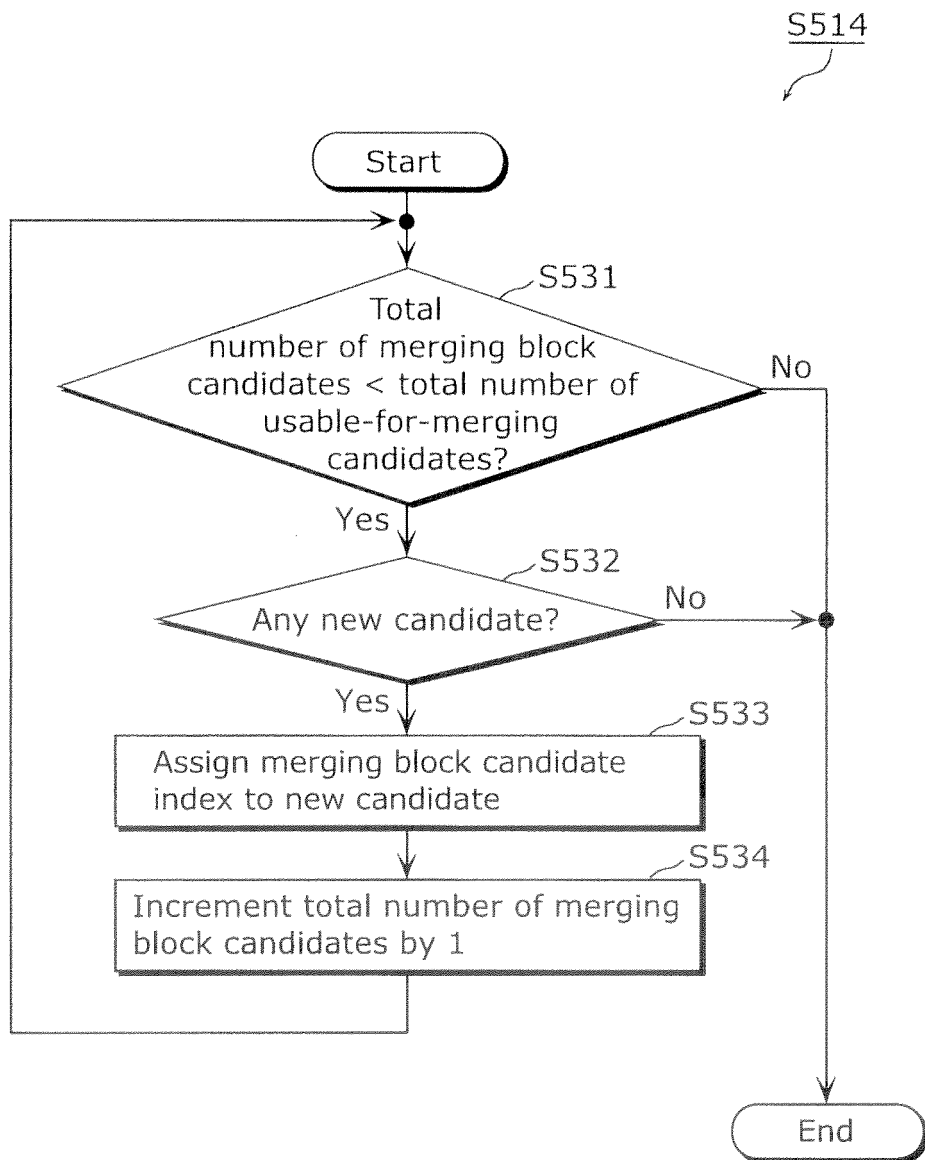 S514
Start
S531
Total
number of merging block
candidates < total number of
usable-for-merging
candidates?
No
Yes
S532
Any new candidate?
No
Yes
S533
Assign merging block candidate
index to new candidate
S534
Increment total number of merging
block candidates by 1
End